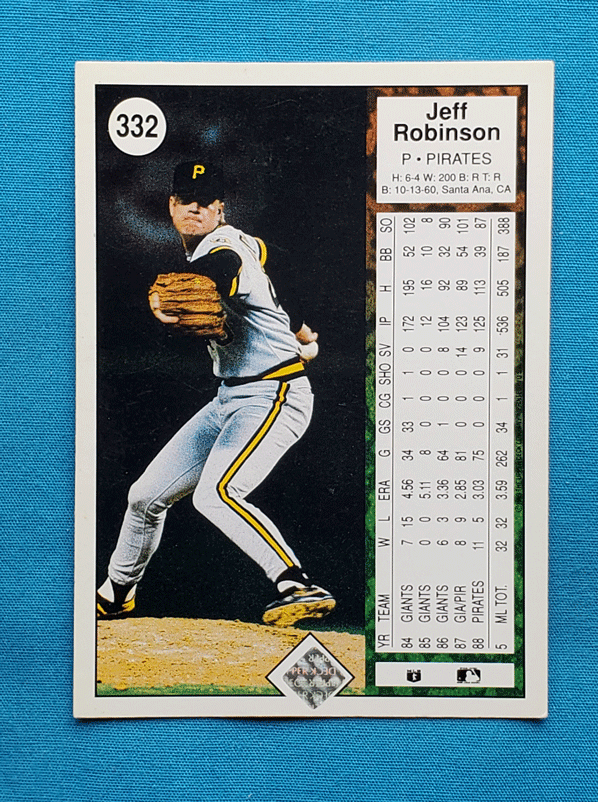 332
P
Jeff
Robinson
P • PIRATES
H: 6-4 W: 200 B: R T: R
B: 10-13-60, Santa Ana, CA
YR TEAM W L ERA G GS CG SHO SV IP H BB SO
84 GIANTS 7 15 4.56 34 33 1 1 0 172 195 52 102
85 GIANTS 0 0 5.11 8 0 0 0 0 12 16 10 8
86 GIANTS 6 3 3.36 64 1 0 0 8 104 92 32 90
87 GIA/PIR 8 9 2.85 81 0 0 0 14 123 89 54 101
88 PIRATES 11 5 3.03 75 0 0 0 9 125 113 39 87
5 ML TOT. 32 32 3.59 262 34 1 1 31 536 505 187 388